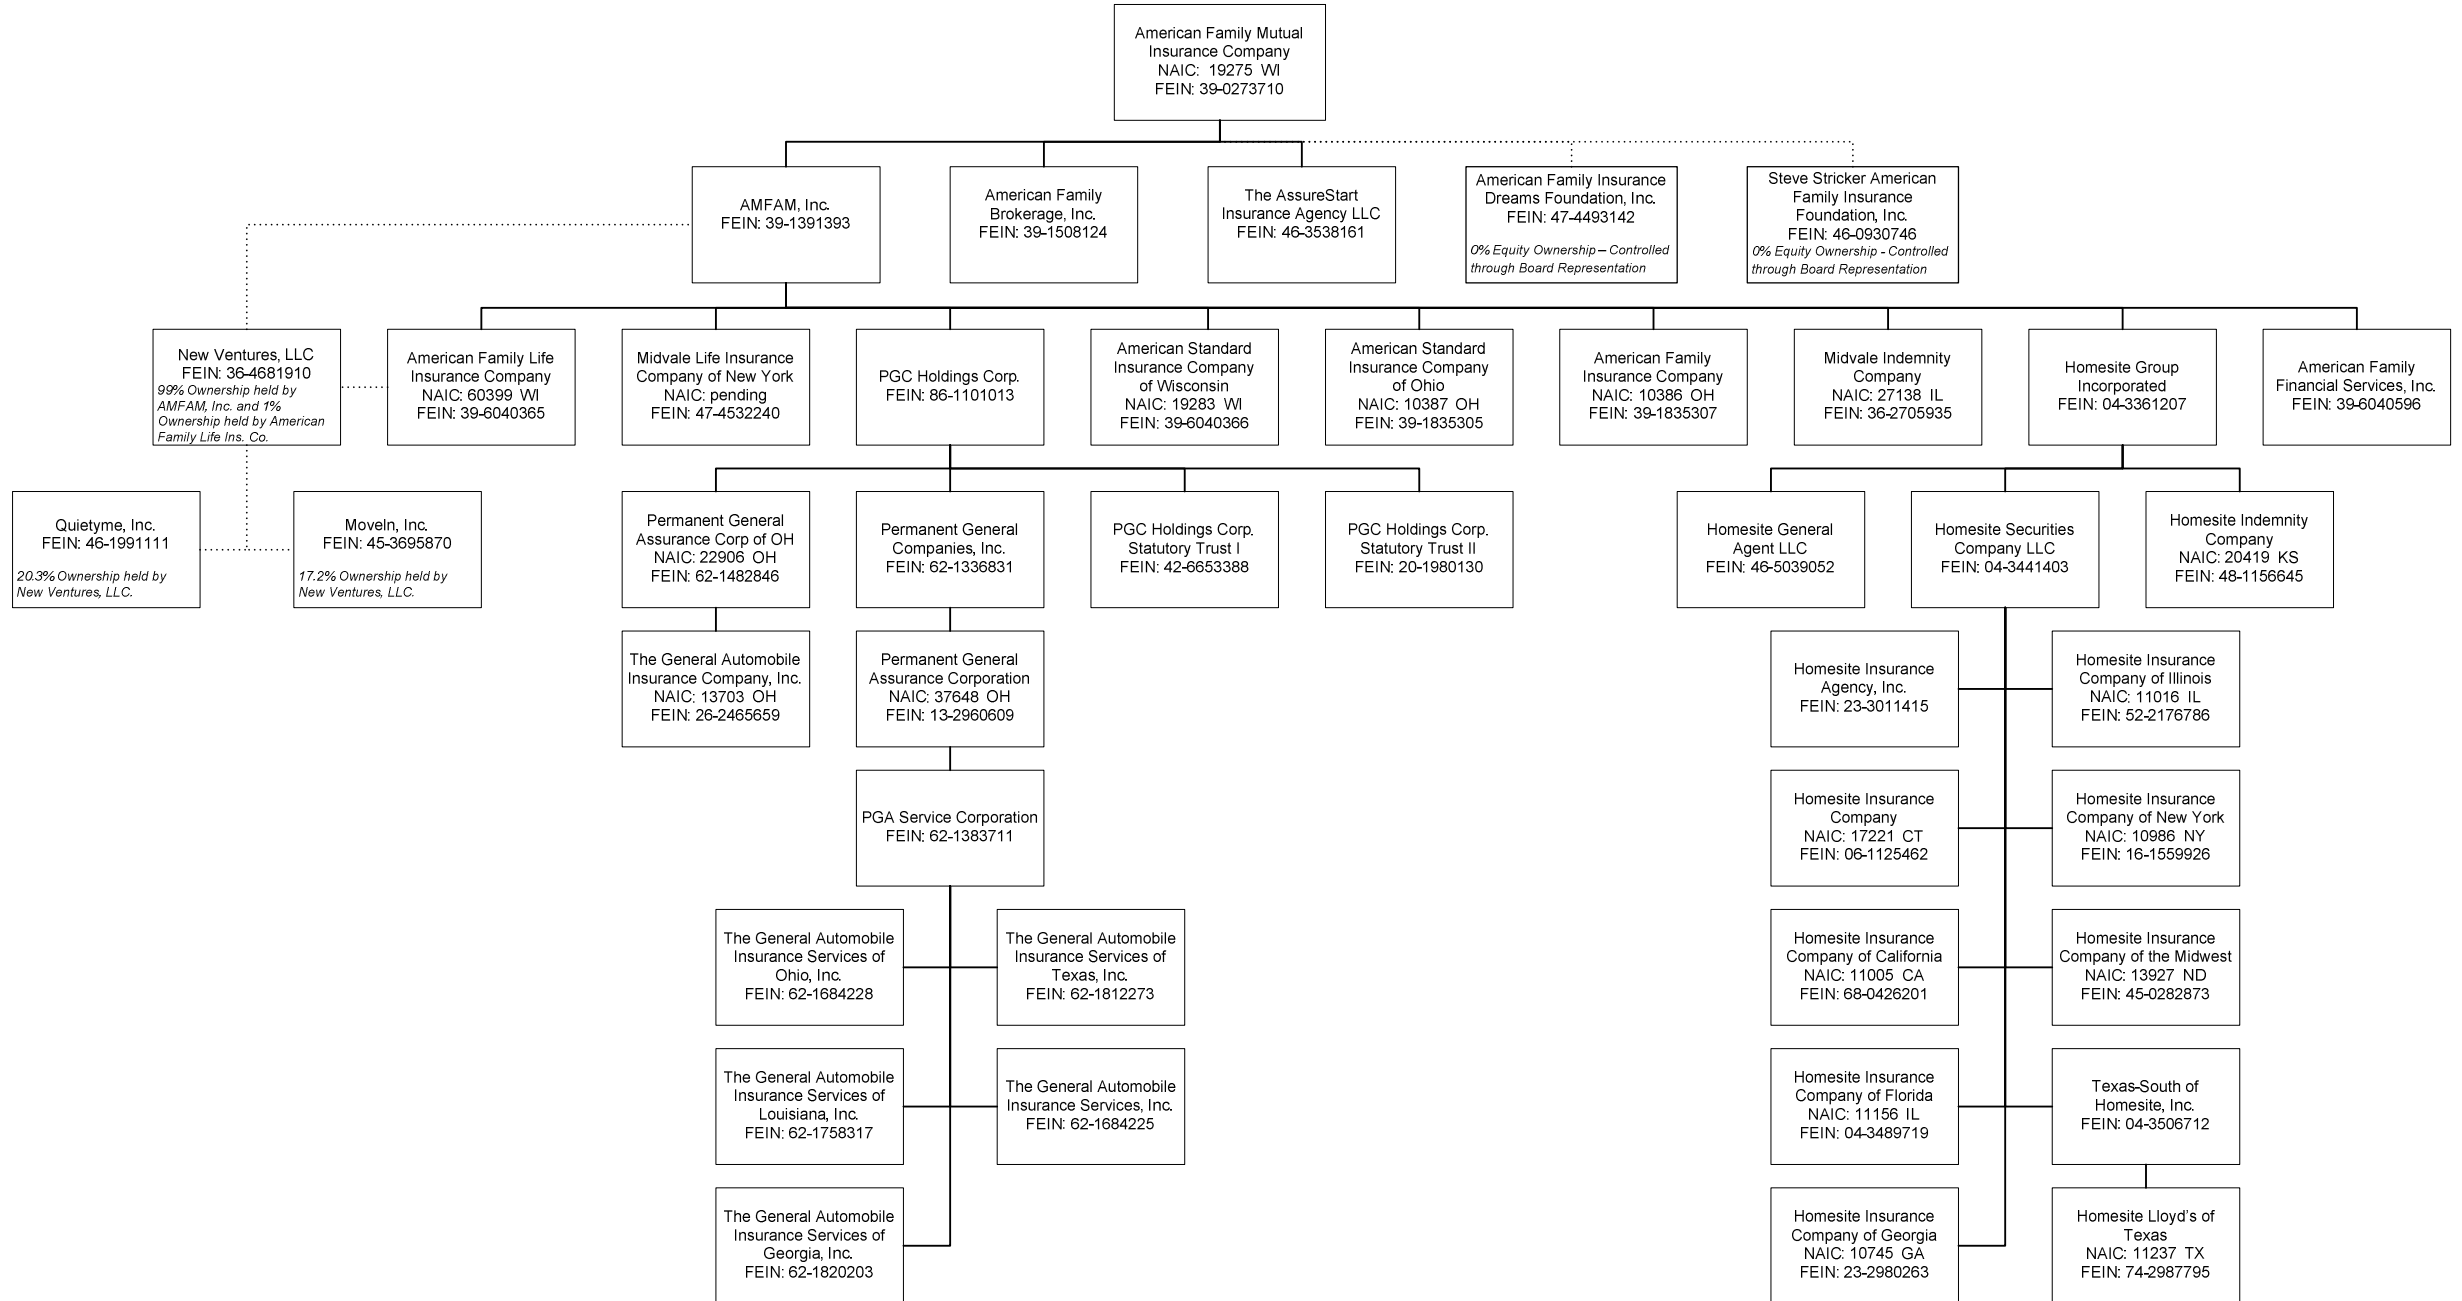 American Family Mutual
Insurance Company
NAIC: 19275 WI
FEIN: 39-0273710
AMFAM, Inc.
FEIN: 39-1391393
American Family
Brokerage, Inc.
FEIN: 39-1508124
The AssureStart
Insurance Agency LLC
FEIN: 46-3538161
American Family Insurance
Dreams Foundation, Inc.
FEIN: 47-4493142
0% Equity Ownership – Controlled
through Board Representation
Steve Stricker American
Family Insurance
Foundation, Inc.
FEIN: 46-0930746
0% Equity Ownership - Controlled
through Board Representation
New Ventures, LLC
FEIN: 36-4681910
99% Ownership held by
AMFAM, Inc. and 1%
Ownership held by American
Family Life Ins. Co.
American Family Life
Insurance Company
NAIC: 60399 WI
FEIN: 39-6040365
Midvale Life Insurance
Company of New York
NAIC: pending
FEIN: 47-4532240
PGC Holdings Corp.
FEIN: 86-1101013
American Standard
Insurance Company
of Wisconsin
NAIC: 19283 WI
FEIN: 39-6040366
American Standard
Insurance Company
of Ohio
NAIC: 10387 OH
FEIN: 39-1835305
American Family
Insurance Company
NAIC: 10386 OH
FEIN: 39-1835307
Midvale Indemnity
Company
NAIC: 27138 IL
FEIN: 36-2705935
Homesite Group
Incorporated
FEIN: 04-3361207
American Family
Financial Services, Inc.
FEIN: 39-6040596
Quietyme, Inc.
FEIN: 46-1991111
20.3% Ownership held by
New Ventures, LLC.
MoveIn, Inc.
FEIN: 45-3695870
17.2% Ownership held by
New Ventures, LLC.
Permanent General
Assurance Corp of OH
NAIC: 22906 OH
FEIN: 62-1482846
Permanent General
Companies, Inc.
FEIN: 62-1336831
PGC Holdings Corp.
Statutory Trust I
FEIN: 42-6653388
PGC Holdings Corp.
Statutory Trust II
FEIN: 20-1980130
Homesite General
Agent LLC
FEIN: 46-5039052
Homesite Securities
Company LLC
FEIN: 04-3441403
Homesite Indemnity
Company
NAIC: 20419 KS
FEIN: 48-1156645
The General Automobile
Insurance Company, Inc.
NAIC: 13703 OH
FEIN: 26-2465659
Permanent General
Assurance Corporation
NAIC: 37648 OH
FEIN: 13-2960609
Homesite Insurance
Agency, Inc.
FEIN: 23-3011415
Homesite Insurance
Company of Illinois
NAIC: 11016 IL
FEIN: 52-2176786
PGA Service Corporation
FEIN: 62-1383711
Homesite Insurance
Company
NAIC: 17221 CT
FEIN: 06-1125462
Homesite Insurance
Company of New York
NAIC: 10986 NY
FEIN: 16-1559926
The General Automobile
Insurance Services of
Ohio, Inc.
FEIN: 62-1684228
The General Automobile
Insurance Services of
Texas, Inc.
FEIN: 62-1812273
Homesite Insurance
Company of California
NAIC: 11005 CA
FEIN: 68-0426201
Homesite Insurance
Company of the Midwest
NAIC: 13927 ND
FEIN: 45-0282873
The General Automobile
Insurance Services of
Louisiana, Inc.
FEIN: 62-1758317
The General Automobile
Insurance Services, Inc.
FEIN: 62-1684225
Homesite Insurance
Company of Florida
NAIC: 11156 IL
FEIN: 04-3489719
Texas-South of
Homesite, Inc.
FEIN: 04-3506712
The General Automobile
Insurance Services of
Georgia, Inc.
FEIN: 62-1820203
Homesite Insurance
Company of Georgia
NAIC: 10745 GA
FEIN: 23-2980263
Homesite Lloyd's of
Texas
NAIC: 11237 TX
FEIN: 74-2987795